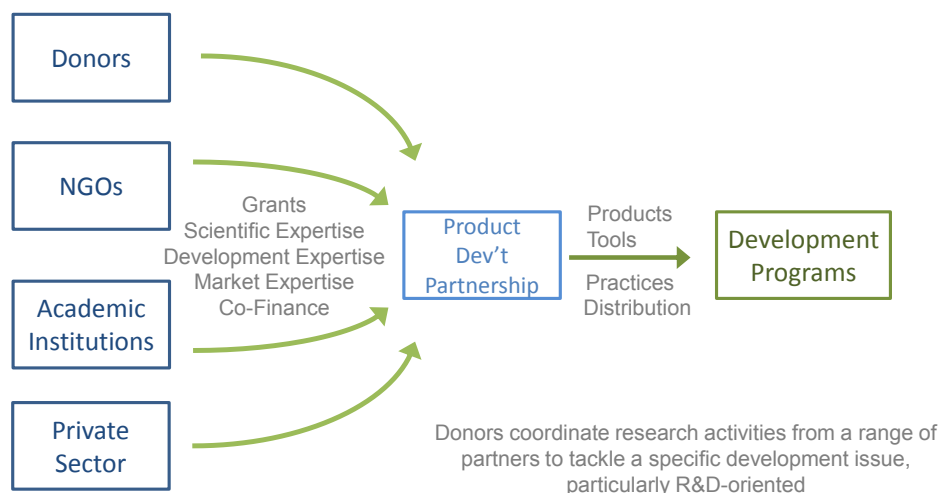 Donors
NGOs
Academic
Institutions
Private
Sector
Grants
Scientific Expertise
Development Expertise
Market Expertise
Co-Finance
Product
Dev’t
Partnership
Products
Tools
Practices
Distribution
Development
Programs
Donors coordinate research activities from a range of
partners to tackle a specific development issue,
particularly R&D-oriented